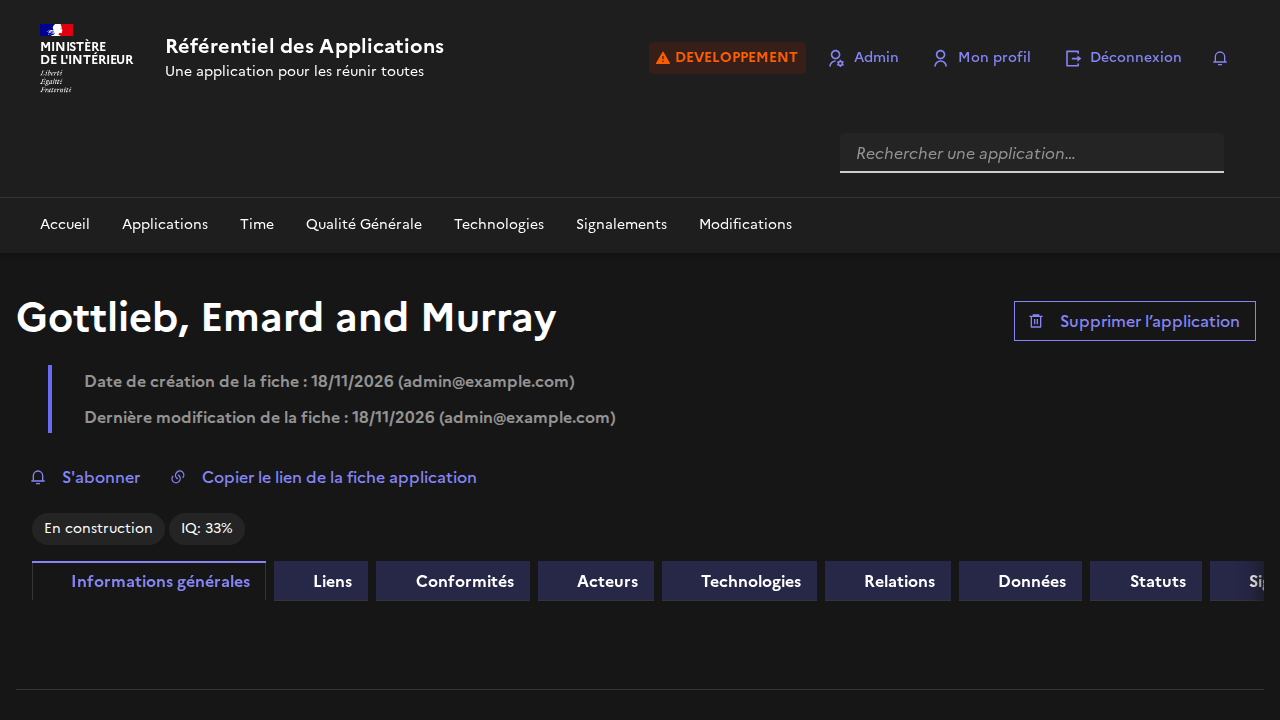 MINISTÈRE
DE L'INTÉRIEUR
Liberté
Égalité
Fraternité
Référentiel des Applications
Une application pour les réunir toutes
DEVELOPPEMENT
Admin
Mon profil
Déconnexion
Rechercher une application...
Accueil
Applications
Time
Qualité Générale
Technologies
Signalements
Modifications
Gottlieb, Emard and Murray
Supprimer l’application
Date de création de la fiche : 18/11/2026 (admin@example.com)
Dernière modification de la fiche : 18/11/2026 (admin@example.com)
S'abonner
Copier le lien de la fiche application
En construction
IQ: 33%
Informations générales
Liens
Conformités
Acteurs
Technologies
Relations
Données
Statuts